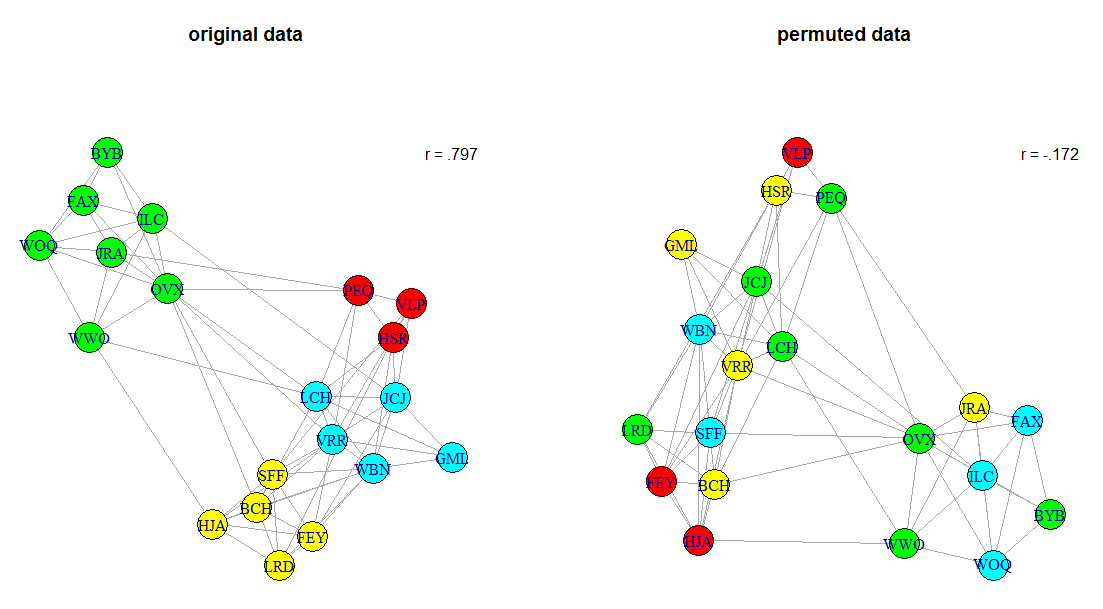 original data
r = .797
BYB
FAX
ILC
WOQ
JRA
OVX
PEQ
VLP
WWO
HSR
LCH
JCJ
VRR
GML
WBN
SFF
BCH
HJA
FEY
LRD
permuted data
r = -.172
VLP
HSR
PEQ
GML
JCJ
WBN
LCH
VRR
JRA
FAX
LRD
SFF
OVX
ILC
FEY
BCH
BYB
HJA
WWO
WOQ